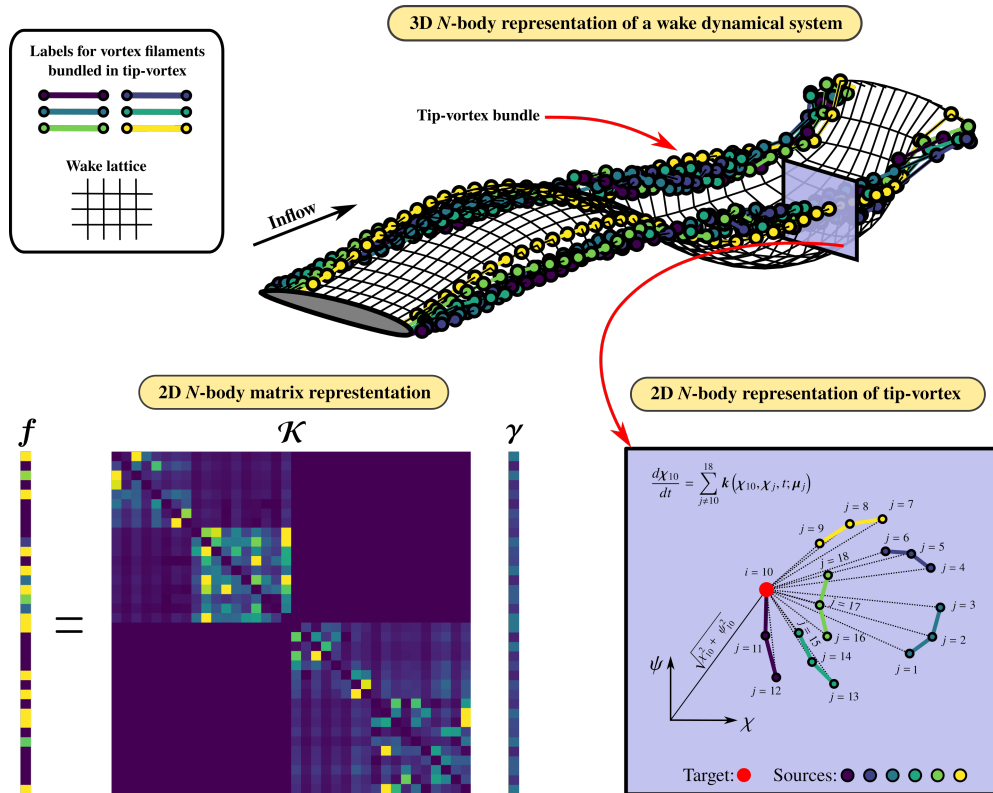 3D N-body representation of a wake dynamical system
Labels for vortex filaments
bundled in tip-vortex
Wake lattice
Tip-vortex bundle
Inflow
2D N-body matrix represtentation
2D N-body representation of tip-vortex
f
=
𝒦
γ
dχ₁₀/dt = ∑_{j≠10}^{18} k(χ₁₀, χⱼ, t; μⱼ)
j = 7
j = 8
j = 9
j = 6
j = 5
j = 18
i = 10
j = 4
j = 3
j = 17
j = 2
j = 16
j = 15
j = 11
j = 14
j=1
j = 12
j = 13
√(χ²₁₀ + ψ²₁₀)
ψ
χ
Target:
Sources: